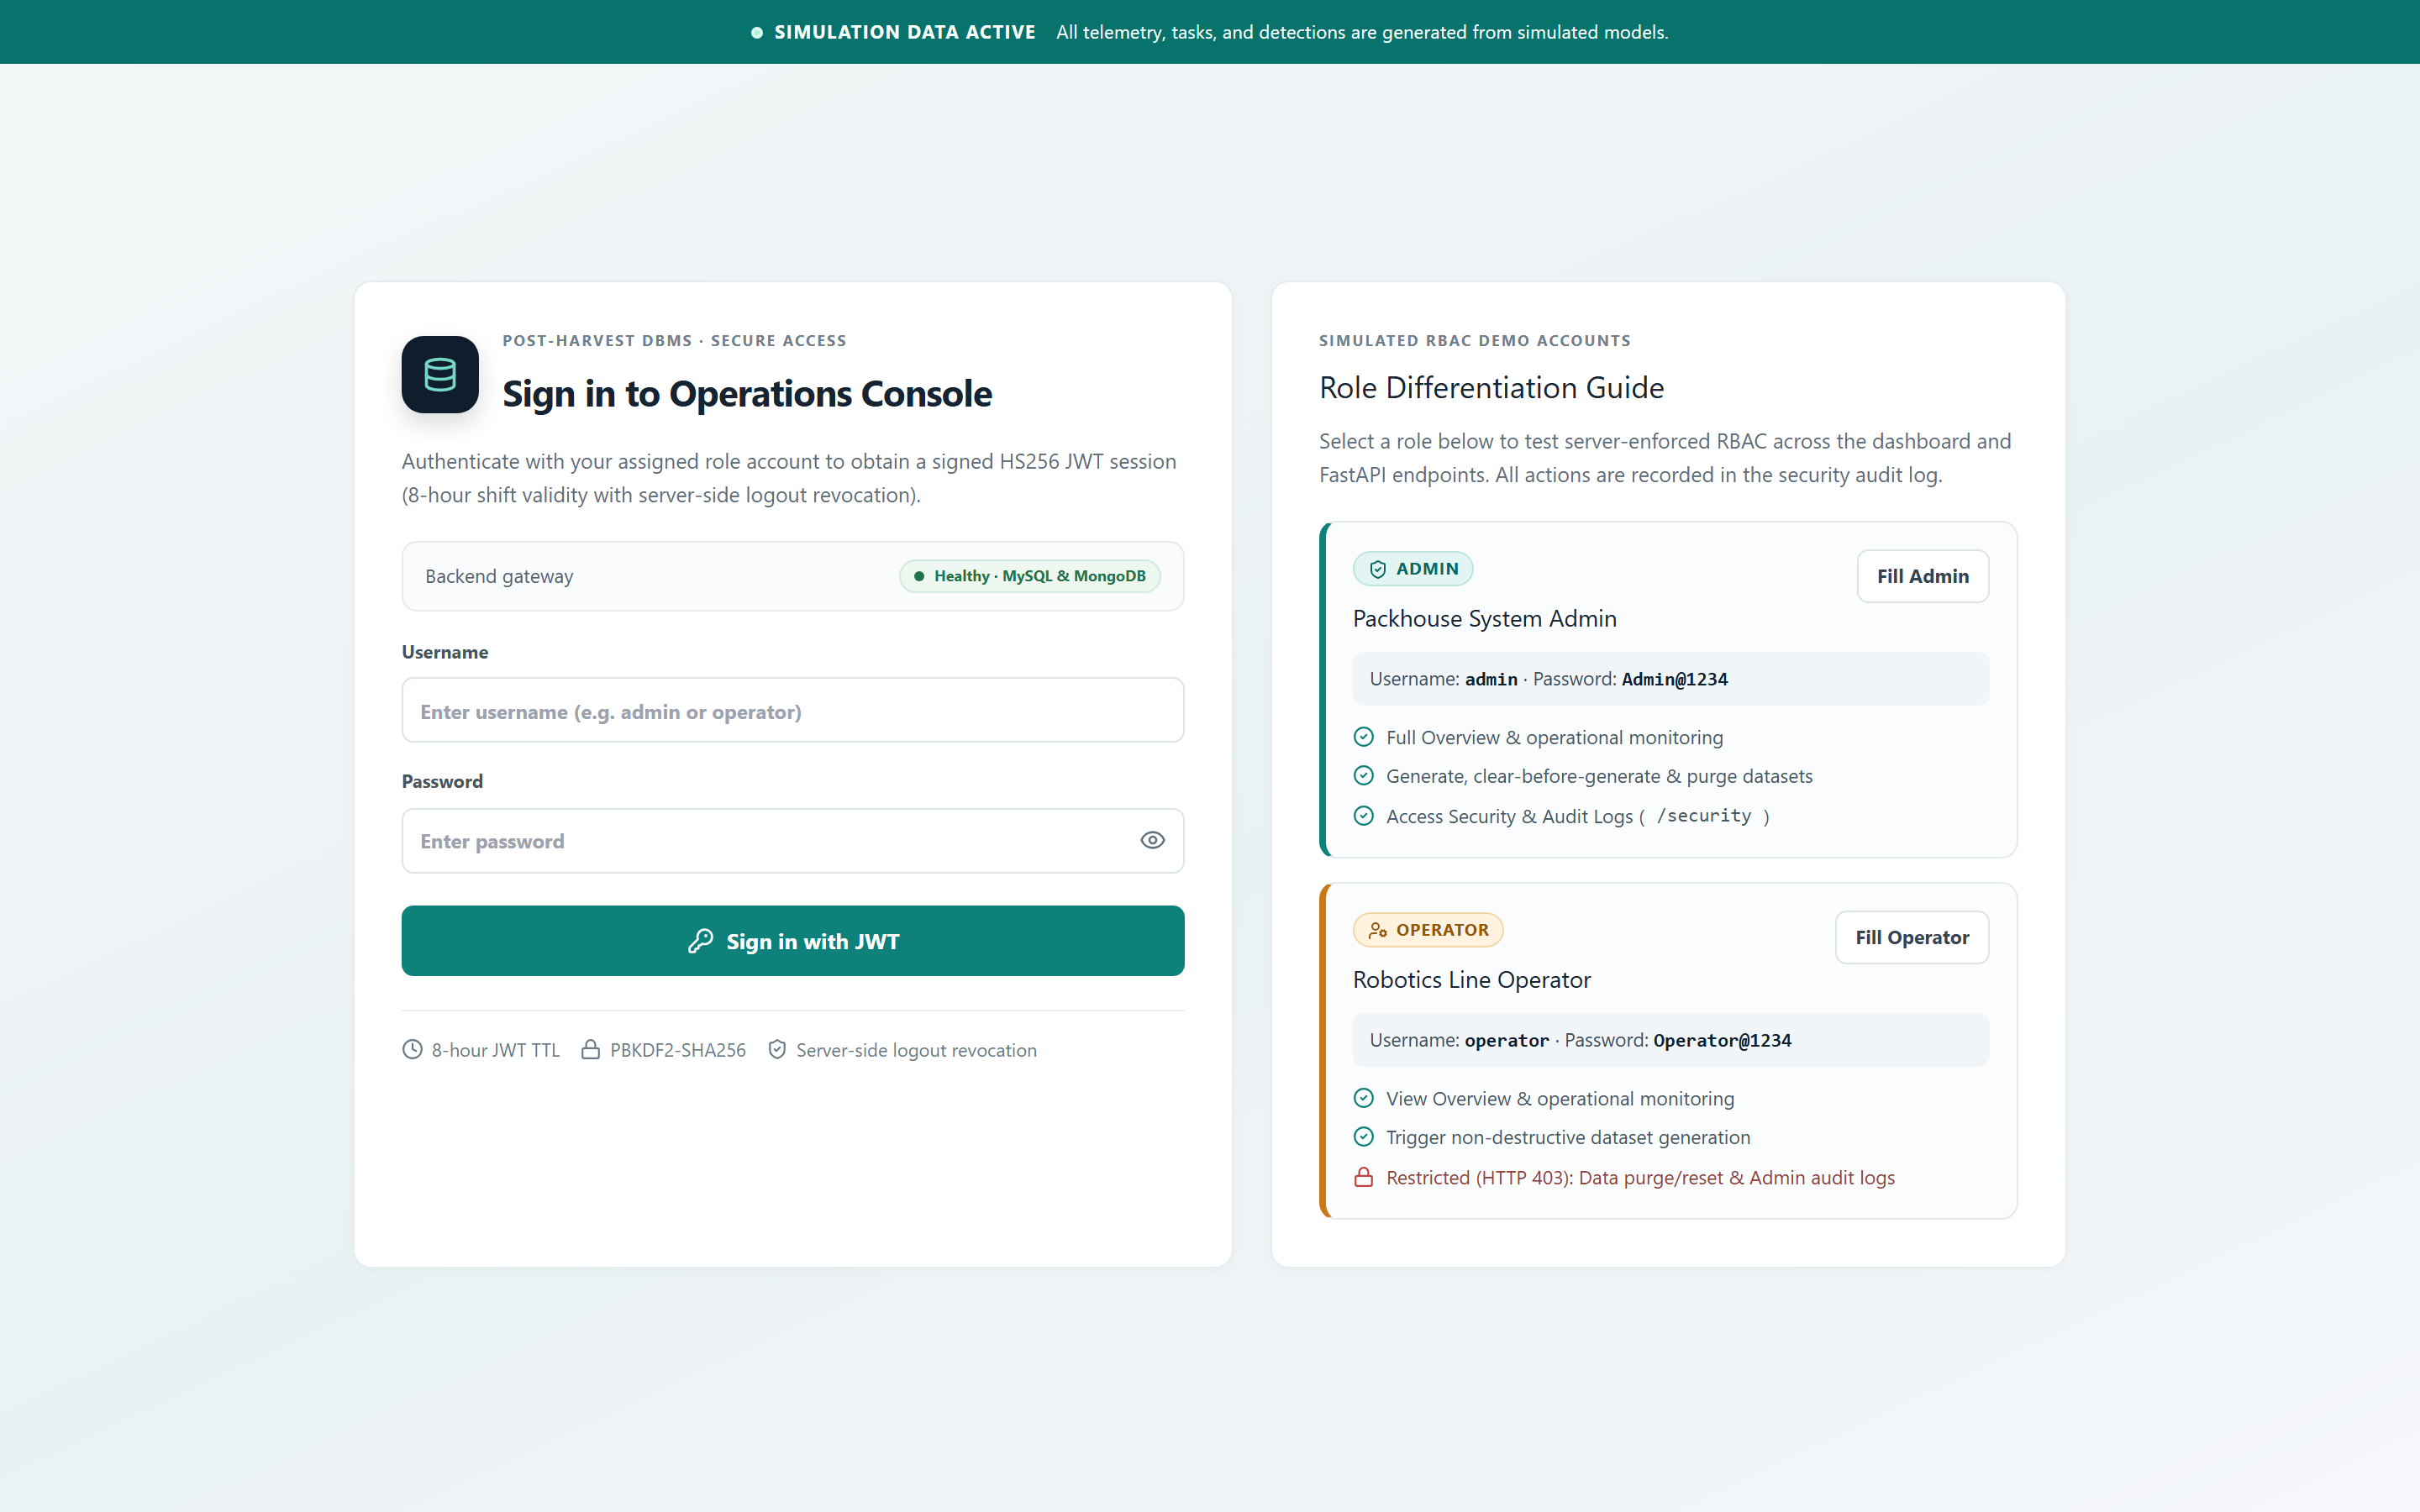 SIMULATION DATA ACTIVE All telemetry, tasks, and detections are generated from simulated models.
POST-HARVEST DBMS · SECURE ACCESS
Sign in to Operations Console
Authenticate with your assigned role account to obtain a signed HS256 JWT session
(8-hour shift validity with server-side logout revocation).
Backend gateway
Healthy · MySQL & MongoDB
Username
Enter username (e.g. admin or operator)
Password
Enter password
Sign in with JWT
8-hour JWT TTL PBKDF2-SHA256 Server-side logout revocation
SIMULATED RBAC DEMO ACCOUNTS
Role Differentiation Guide
Select a role below to test server-enforced RBAC across the dashboard and
FastAPI endpoints. All actions are recorded in the security audit log.
ADMIN
Fill Admin
Packhouse System Admin
Username: admin · Password: Admin@1234
Full Overview & operational monitoring
Generate, clear-before-generate & purge datasets
Access Security & Audit Logs ( /security )
OPERATOR
Fill Operator
Robotics Line Operator
Username: operator · Password: Operator@1234
View Overview & operational monitoring
Trigger non-destructive dataset generation
Restricted (HTTP 403): Data purge/reset & Admin audit logs